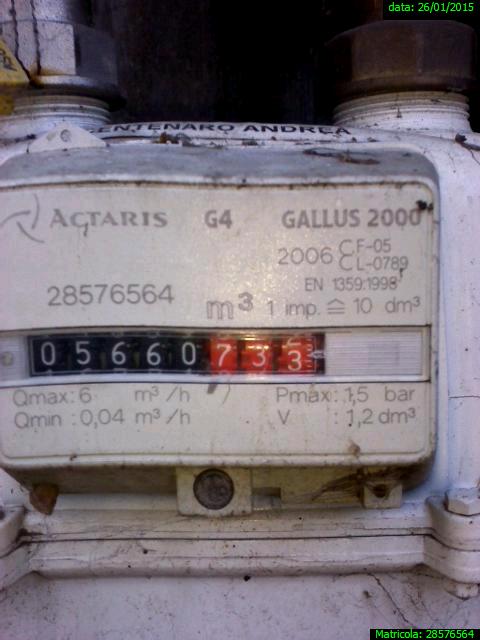 data: 26/01/2015
CENTENARO ANDREA
ACTARIS G4 GALLUS 2000
2006 CF-05
CL-0789
EN 1359:1998
28576564 m³ 1 imp. ≙ 10 dm³
05660733
Qmax: 6 m³/h Pmax: 1,5 bar
Qmin: 0,04 m³/h V : 1,2 dm³
Matricola: 28576564